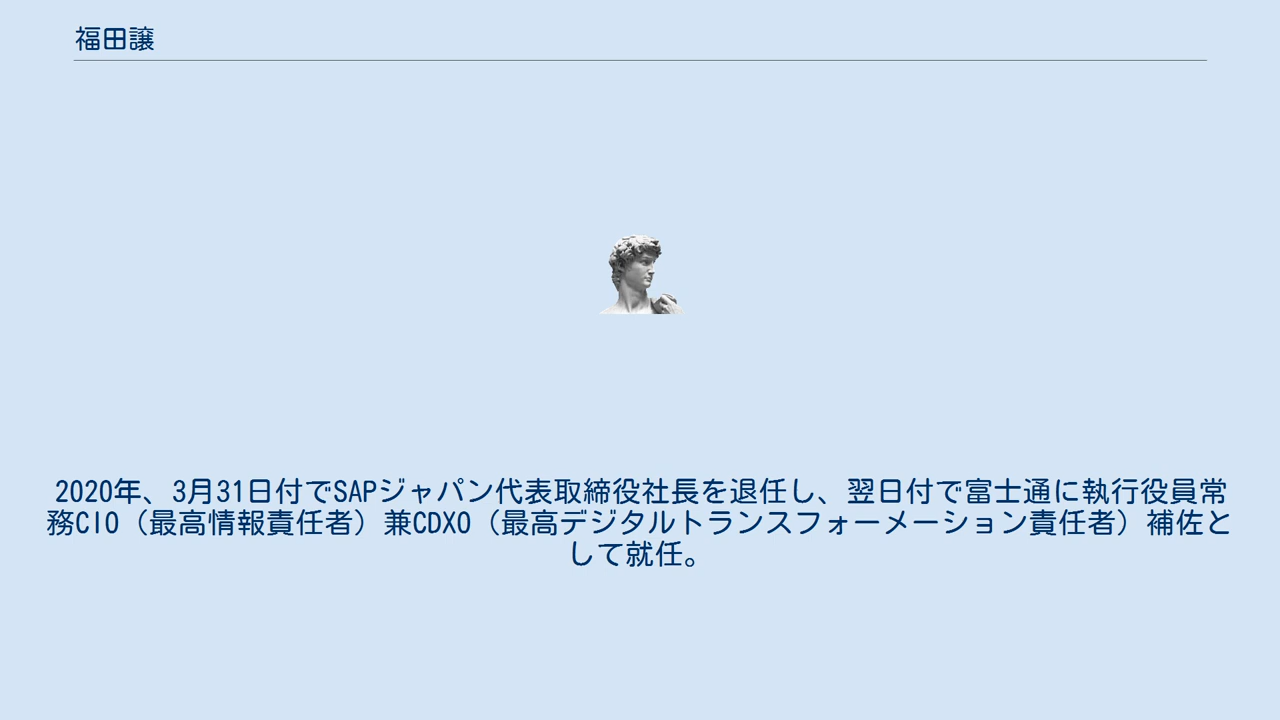 福田譲
2020年、3月31日付でSAPジャパン代表取締役社長を退任し、翌日付で富士通に執行役員常
務CIO（最高情報責任者）兼CDXO（最高デジタルトランスフォーメーション責任者）補佐と
して就任。